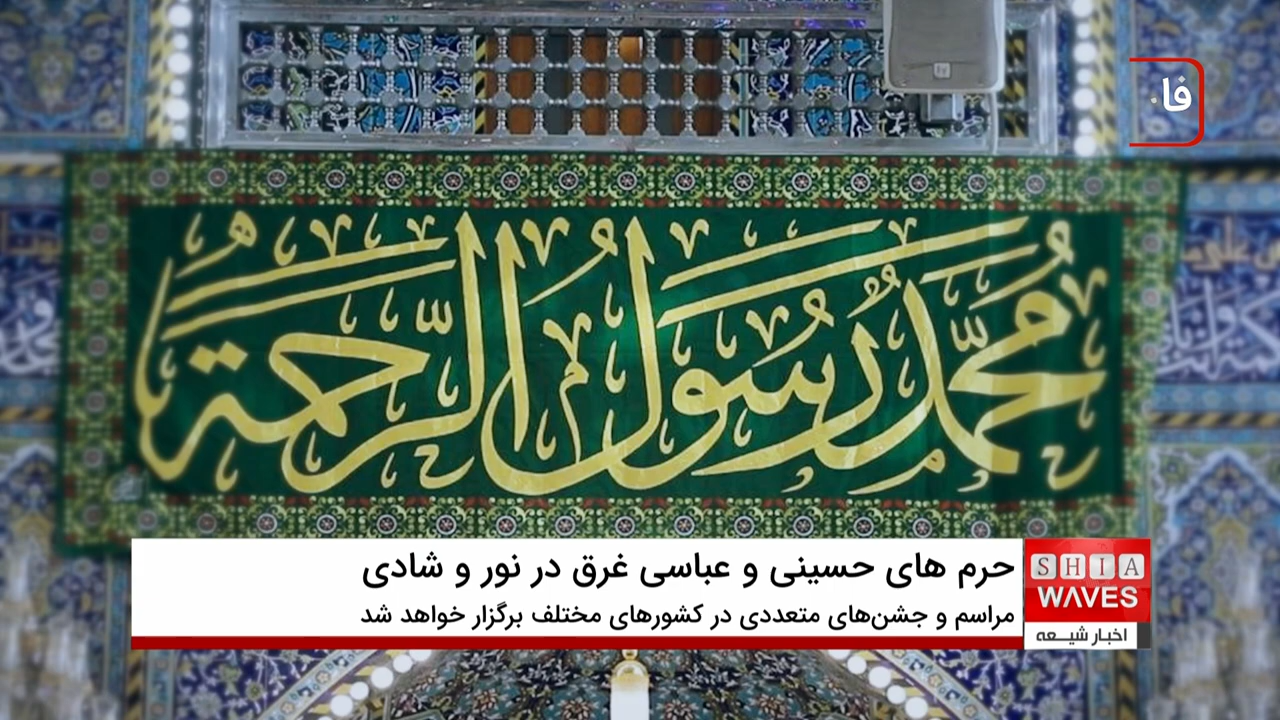 فا
محمد رسول الرحمة
حرم های حسینی و عباسی غرق در نور و شادی
مراسم و جشن‌های متعددی در کشورهای مختلف برگزار خواهد شد
SHIA
WAVES
اخبار شیـعه